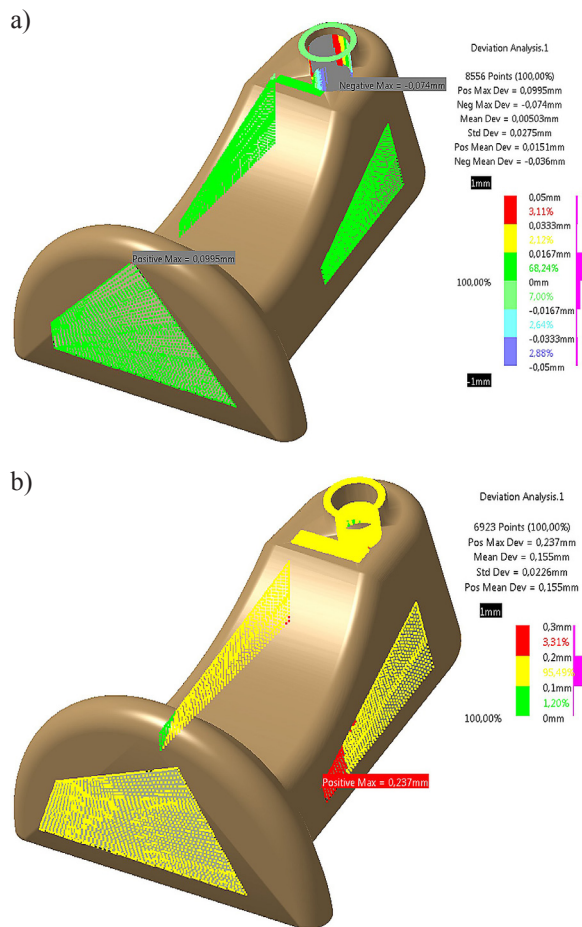 a)
Deviation Analysis.1
8556 Points (100,00%)
Pos Max Dev = 0,0995mm
Neg Max Dev = -0,074mm
Mean Dev = 0,00503mm
Std Dev = 0,0275mm
Pos Mean Dev = 0,0151mm
Neg Mean Dev = -0,036mm
1mm
0,05mm
3,11%
0,0333mm
2,12%
0,0167mm
68,24%
100,00%
0mm
7,00%
-0,0167mm
2,64%
-0,0333mm
2,88%
-0,05mm
-1mm
Negative Max = -0,074mm
Positive Max = 0,0995mm
b)
Deviation Analysis.1
6923 Points (100,00%)
Pos Max Dev = 0,237mm
Mean Dev = 0,155mm
Std Dev = 0,0226mm
Pos Mean Dev = 0,155mm
1mm
0,3mm
3,31%
0,2mm
95,49%
0,1mm
1,20%
100,00%
0mm
Positive Max = 0,237mm